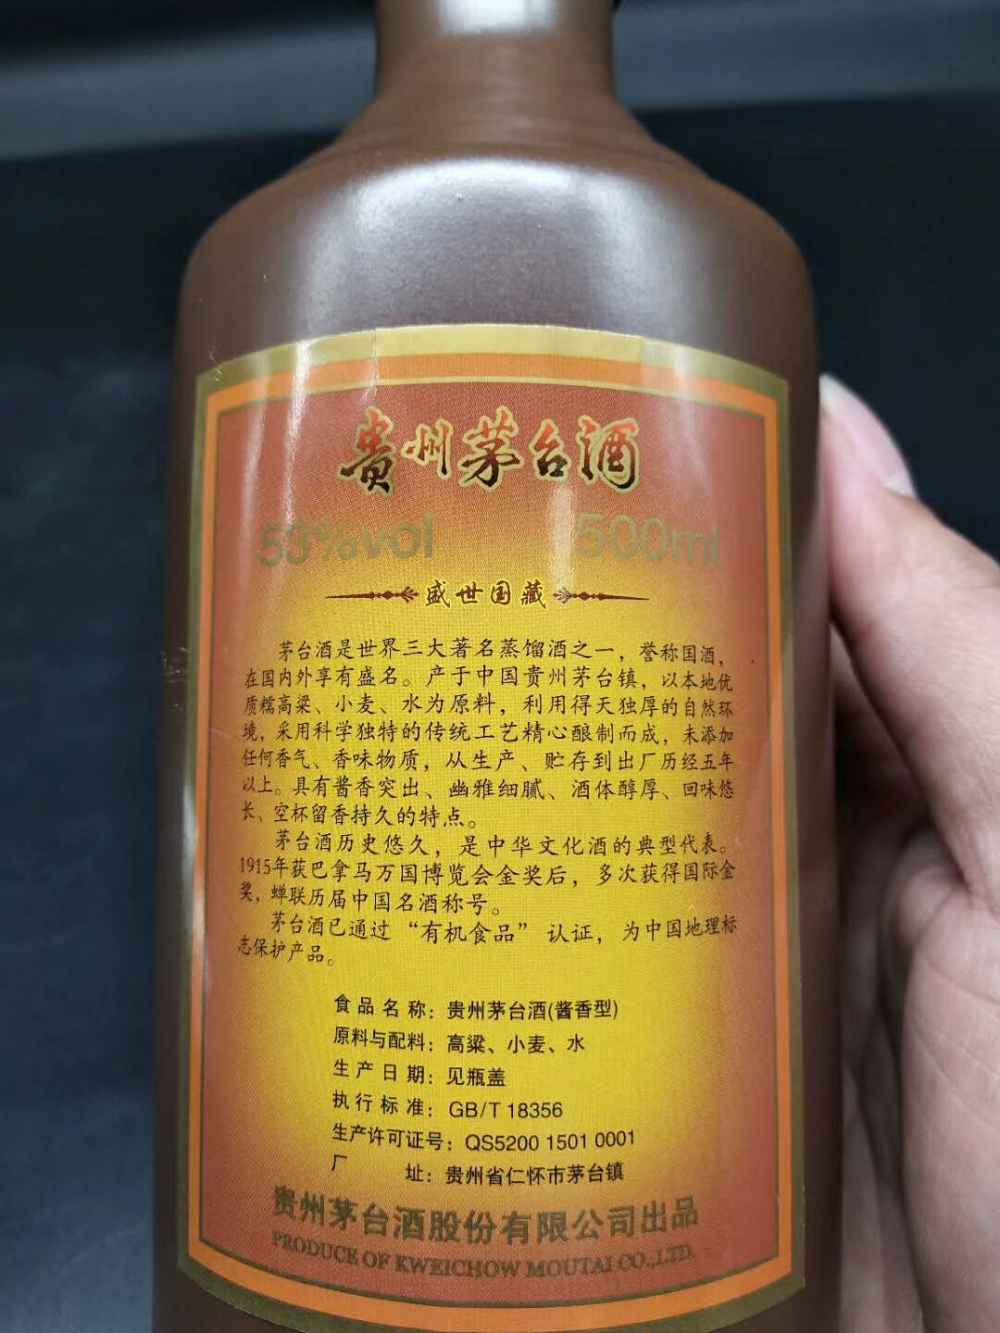 贵州茅台酒
53%vol 500ml
盛世国藏
茅台酒是世界三大著名蒸馏酒之一，誉称国酒，
在国内外享有盛名。产于中国贵州茅台镇，以本地优
质糯高粱、小麦、水为原料，利用得天独厚的自然环
境，采用科学独特的传统工艺精心酿制而成，未添加
任何香气、香味物质，从生产、贮存到出厂历经五年
以上。具有酱香突出、幽雅细腻、酒体醇厚、回味悠
长、空杯留香持久的特点。
茅台酒历史悠久，是中华文化酒的典型代表。
1915年获巴拿马万国博览会金奖后，多次获得国际金
奖，蝉联历届中国名酒称号。
茅台酒已通过“有机食品”认证，为中国地理标
志保护产品。
食品名称：贵州茅台酒(酱香型)
原料与配料：高粱、小麦、水
生产日期：见瓶盖
执行标准：GB/T 18356
生产许可证号：QS5200 1501 0001
厂 址：贵州省仁怀市茅台镇
贵州茅台酒股份有限公司出品
PRODUCE OF KWEICHOW MOUTAI CO.,LTD.